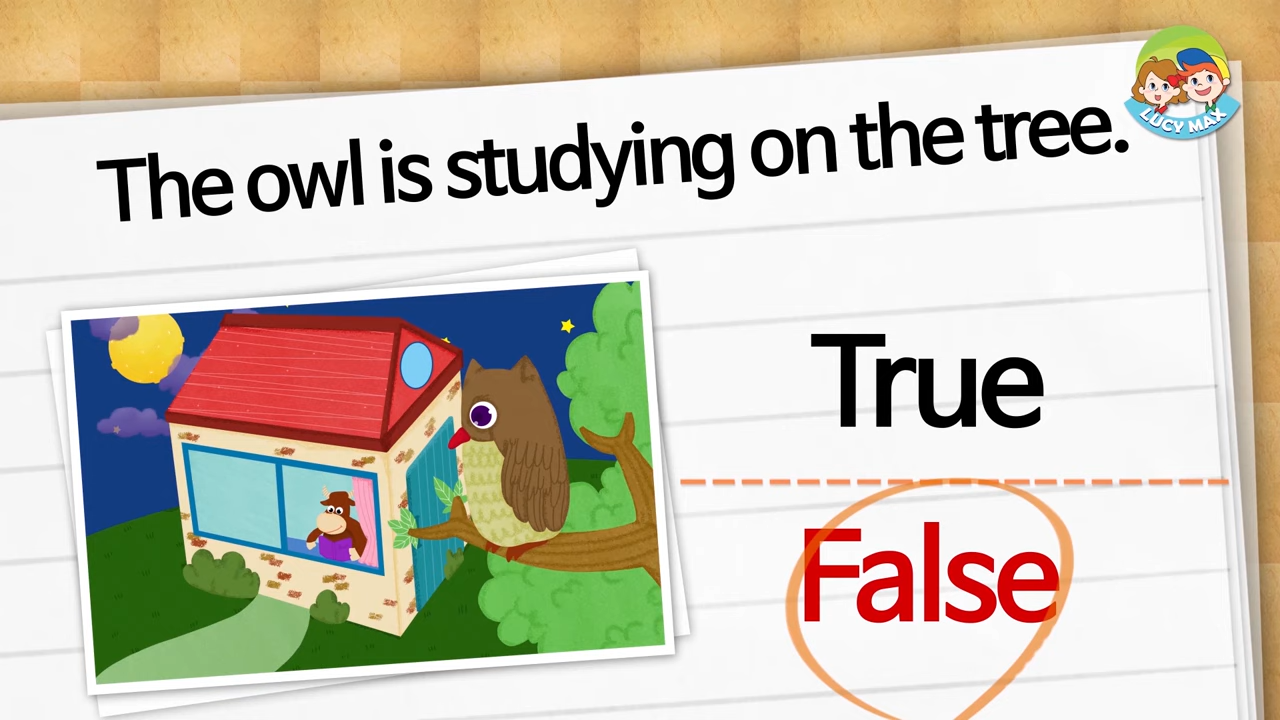 The owl is studying on the tree.
LUCY MAX
True
False